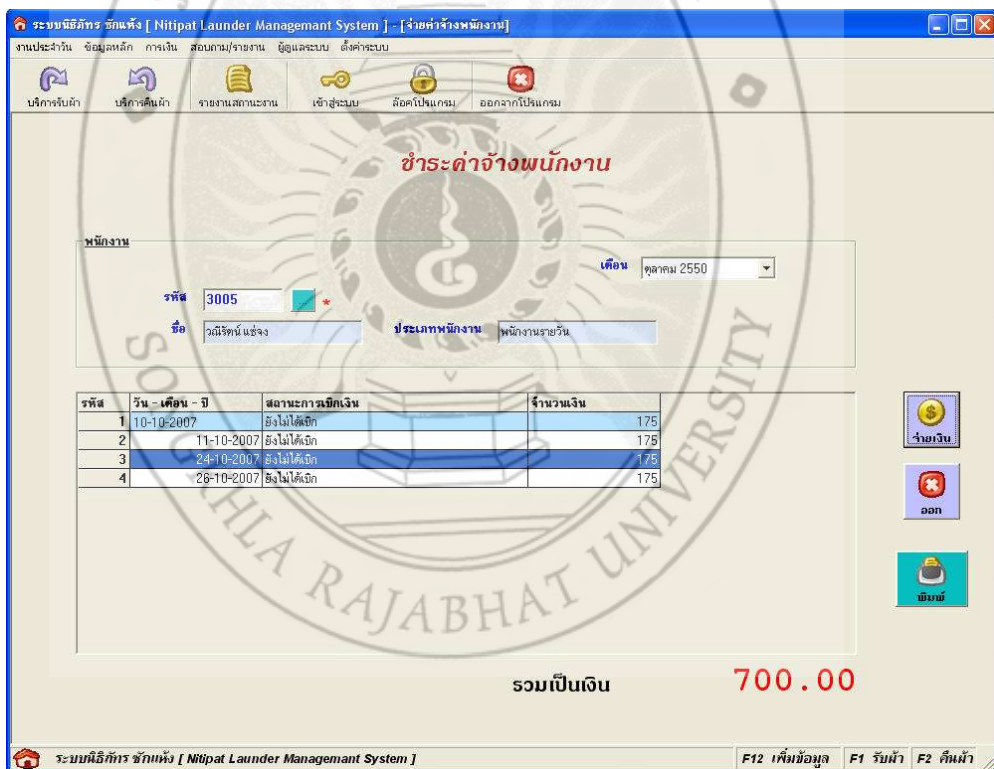 ระบบนิธิภัทร ซักแห้ง [ Nitipat Launder Managemant System ] - [จ่ายค่าจ้างพนักงาน]
งานประจำวัน ข้อมูลหลัก การเงิน สอบถาม/รายงาน ผู้ดูแลระบบ ตั้งค่าระบบ
บริการรับผ้า บริการคืนผ้า รายงานสถานะงาน เข้าสู่ระบบ ล๊อคโปรแกรม ออกจากโปรแกรม
ชำระค่าจ้างพนักงาน
พนักงาน
เดือน ตุลาคม 2550
รหัส 3005 ... *
ชื่อ วณีรัตน์ แซ่จง ประเภทพนักงาน พนักงานรายวัน
รหัส วัน - เดือน - ปี สถานะการเบิกเงิน จำนวนเงิน
1 10-10-2007 ยังไม่ได้เบิก 175
2 11-10-2007 ยังไม่ได้เบิก 175
3 24-10-2007 ยังไม่ได้เบิก 175
4 26-10-2007 ยังไม่ได้เบิก 175
จ่ายเงิน
ออก
พิมพ์
รวมเป็นเงิน 700.00
SONGKHLA RAJABHAT UNIVERSITY
ระบบนิธิภัทร ซักแห้ง [ Nitipat Launder Managemant System ] F12 เพิ่มข้อมูล F1 รับผ้า F2 คืนผ้า